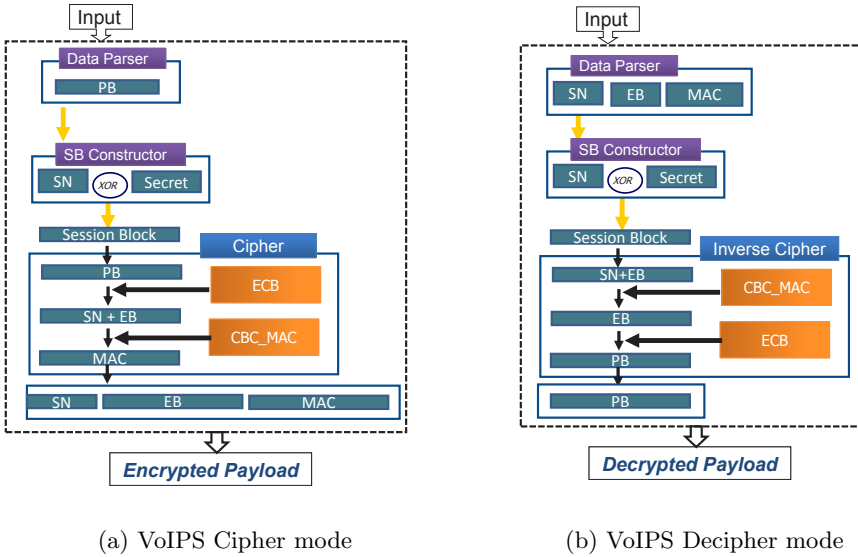 Input
Data Parser
PB
SB Constructor
SN XOR Secret
Session Block
Cipher
PB
ECB
SN + EB
CBC_MAC
MAC
SN EB MAC
Encrypted Payload
(a) VoIPS Cipher mode
Input
Data Parser
SN EB MAC
SB Constructor
SN XOR Secret
Session Block
Inverse Cipher
SN+EB
CBC_MAC
EB
ECB
PB
PB
Decrypted Payload
(b) VoIPS Decipher mode